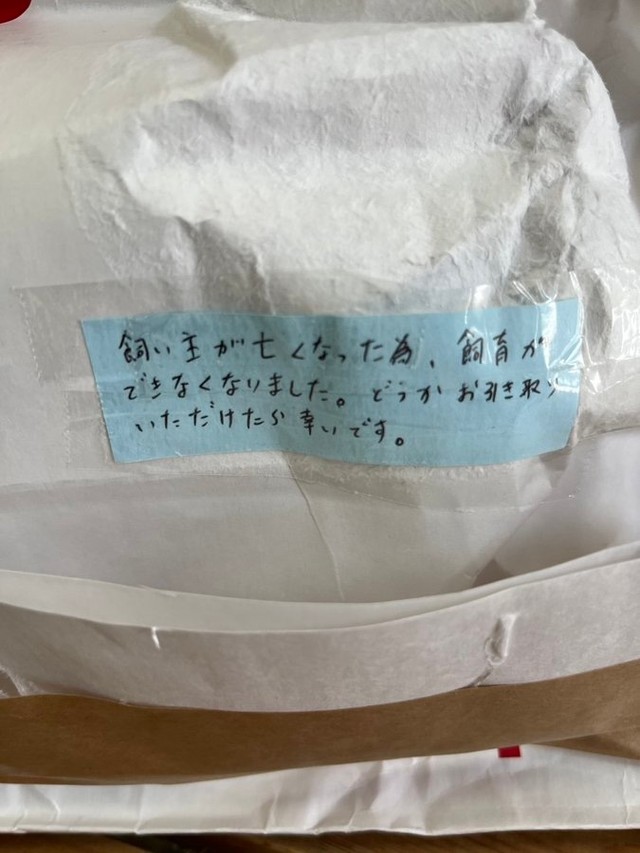 飼い主が亡くなった為、飼育が
できなくなりました。どうかお引き取り
いただけたら幸いです。